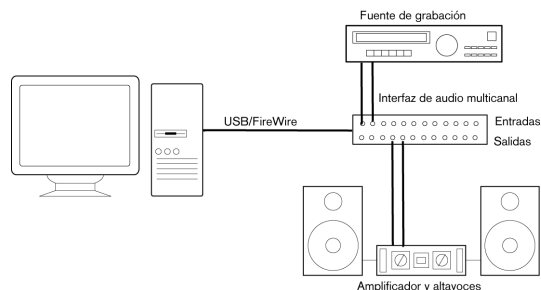 Fuente de grabación
Interfaz de audio multicanal
USB/FireWire
Entradas
Salidas
Amplificador y altavoces